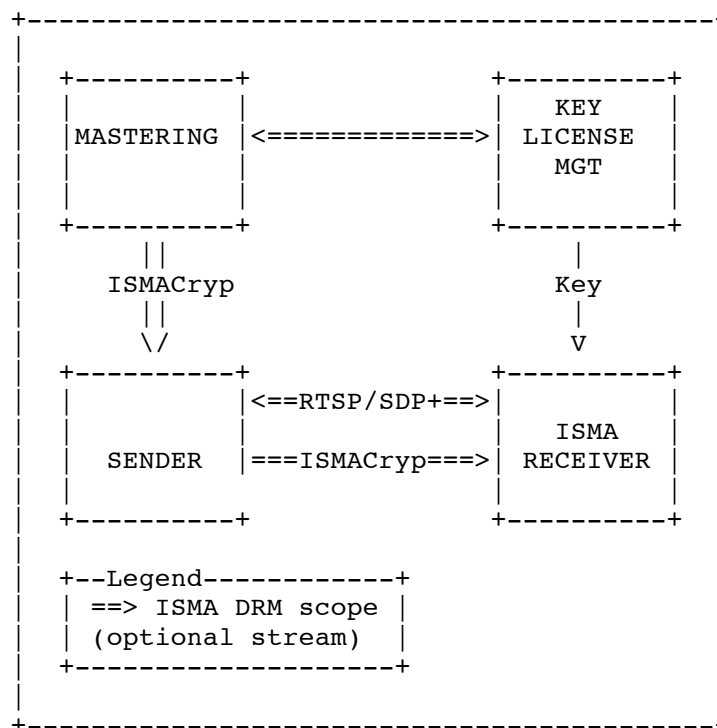 KEY
MASTERING <=============> LICENSE
MGT
||
ISMACryp Key
||
\/ V
<==RTSP/SDP+==>
ISMA
SENDER ===ISMACryp===> RECEIVER
Legend
==> ISMA DRM scope
(optional stream)